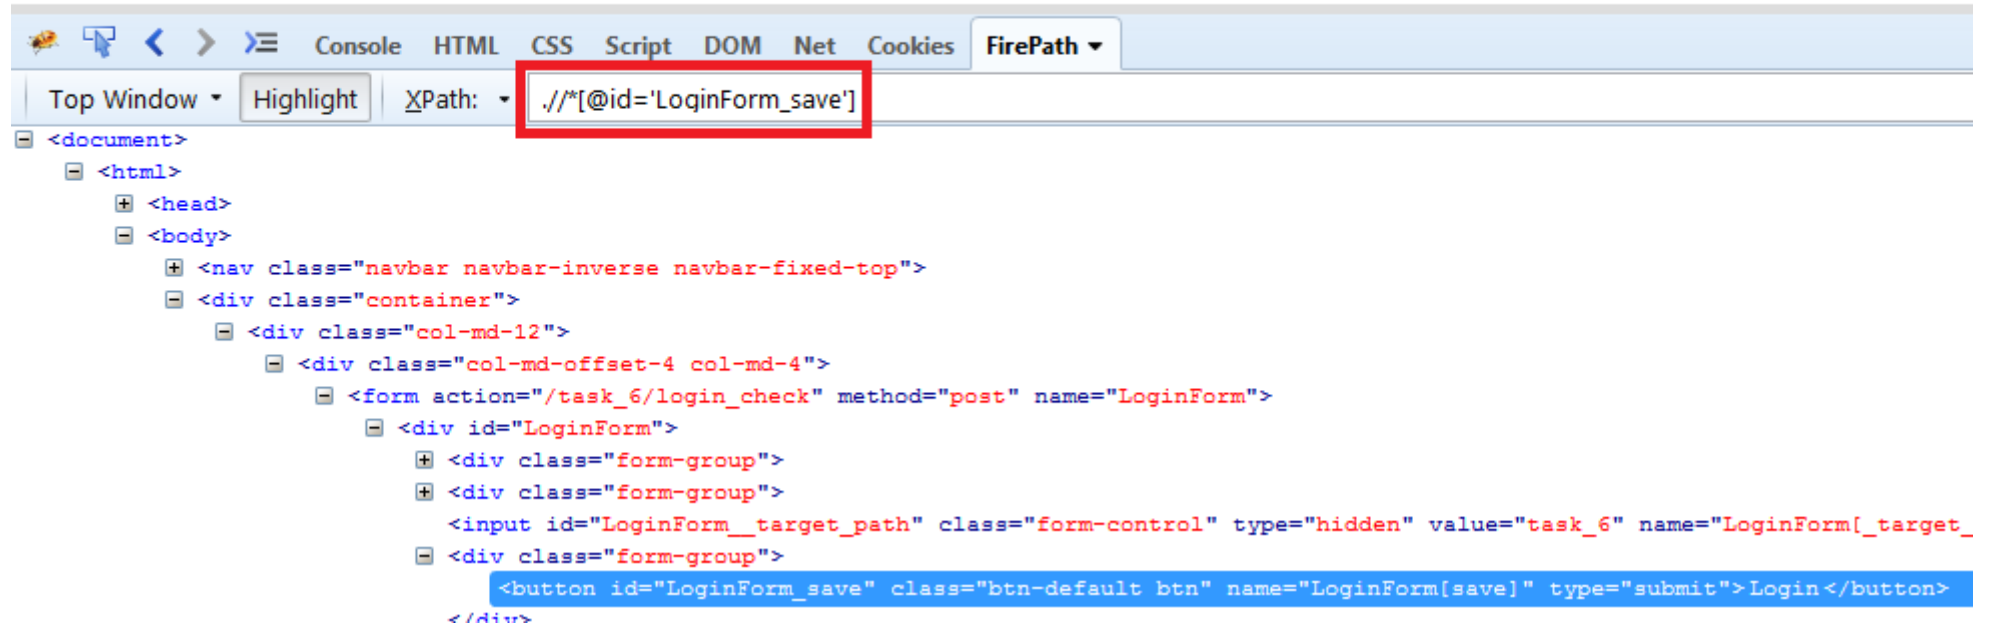 Console HTML CSS Script DOM Net Cookies FirePath
Top Window Highlight XPath: .//*[@id='LoginForm_save']
<document>
<html>
<head>
<body>
<nav class="navbar navbar-inverse navbar-fixed-top">
<div class="container">
<div class="col-md-12">
<div class="col-md-offset-4 col-md-4">
<form action="/task_6/login_check" method="post" name="LoginForm">
<div id="LoginForm">
<div class="form-group">
<div class="form-group">
<input id="LoginForm__target_path" class="form-control" type="hidden" value="task_6" name="LoginForm[_target_
<div class="form-group">
<button id="LoginForm_save" class="btn-default btn" name="LoginForm[save]" type="submit">Login</button>
</div>